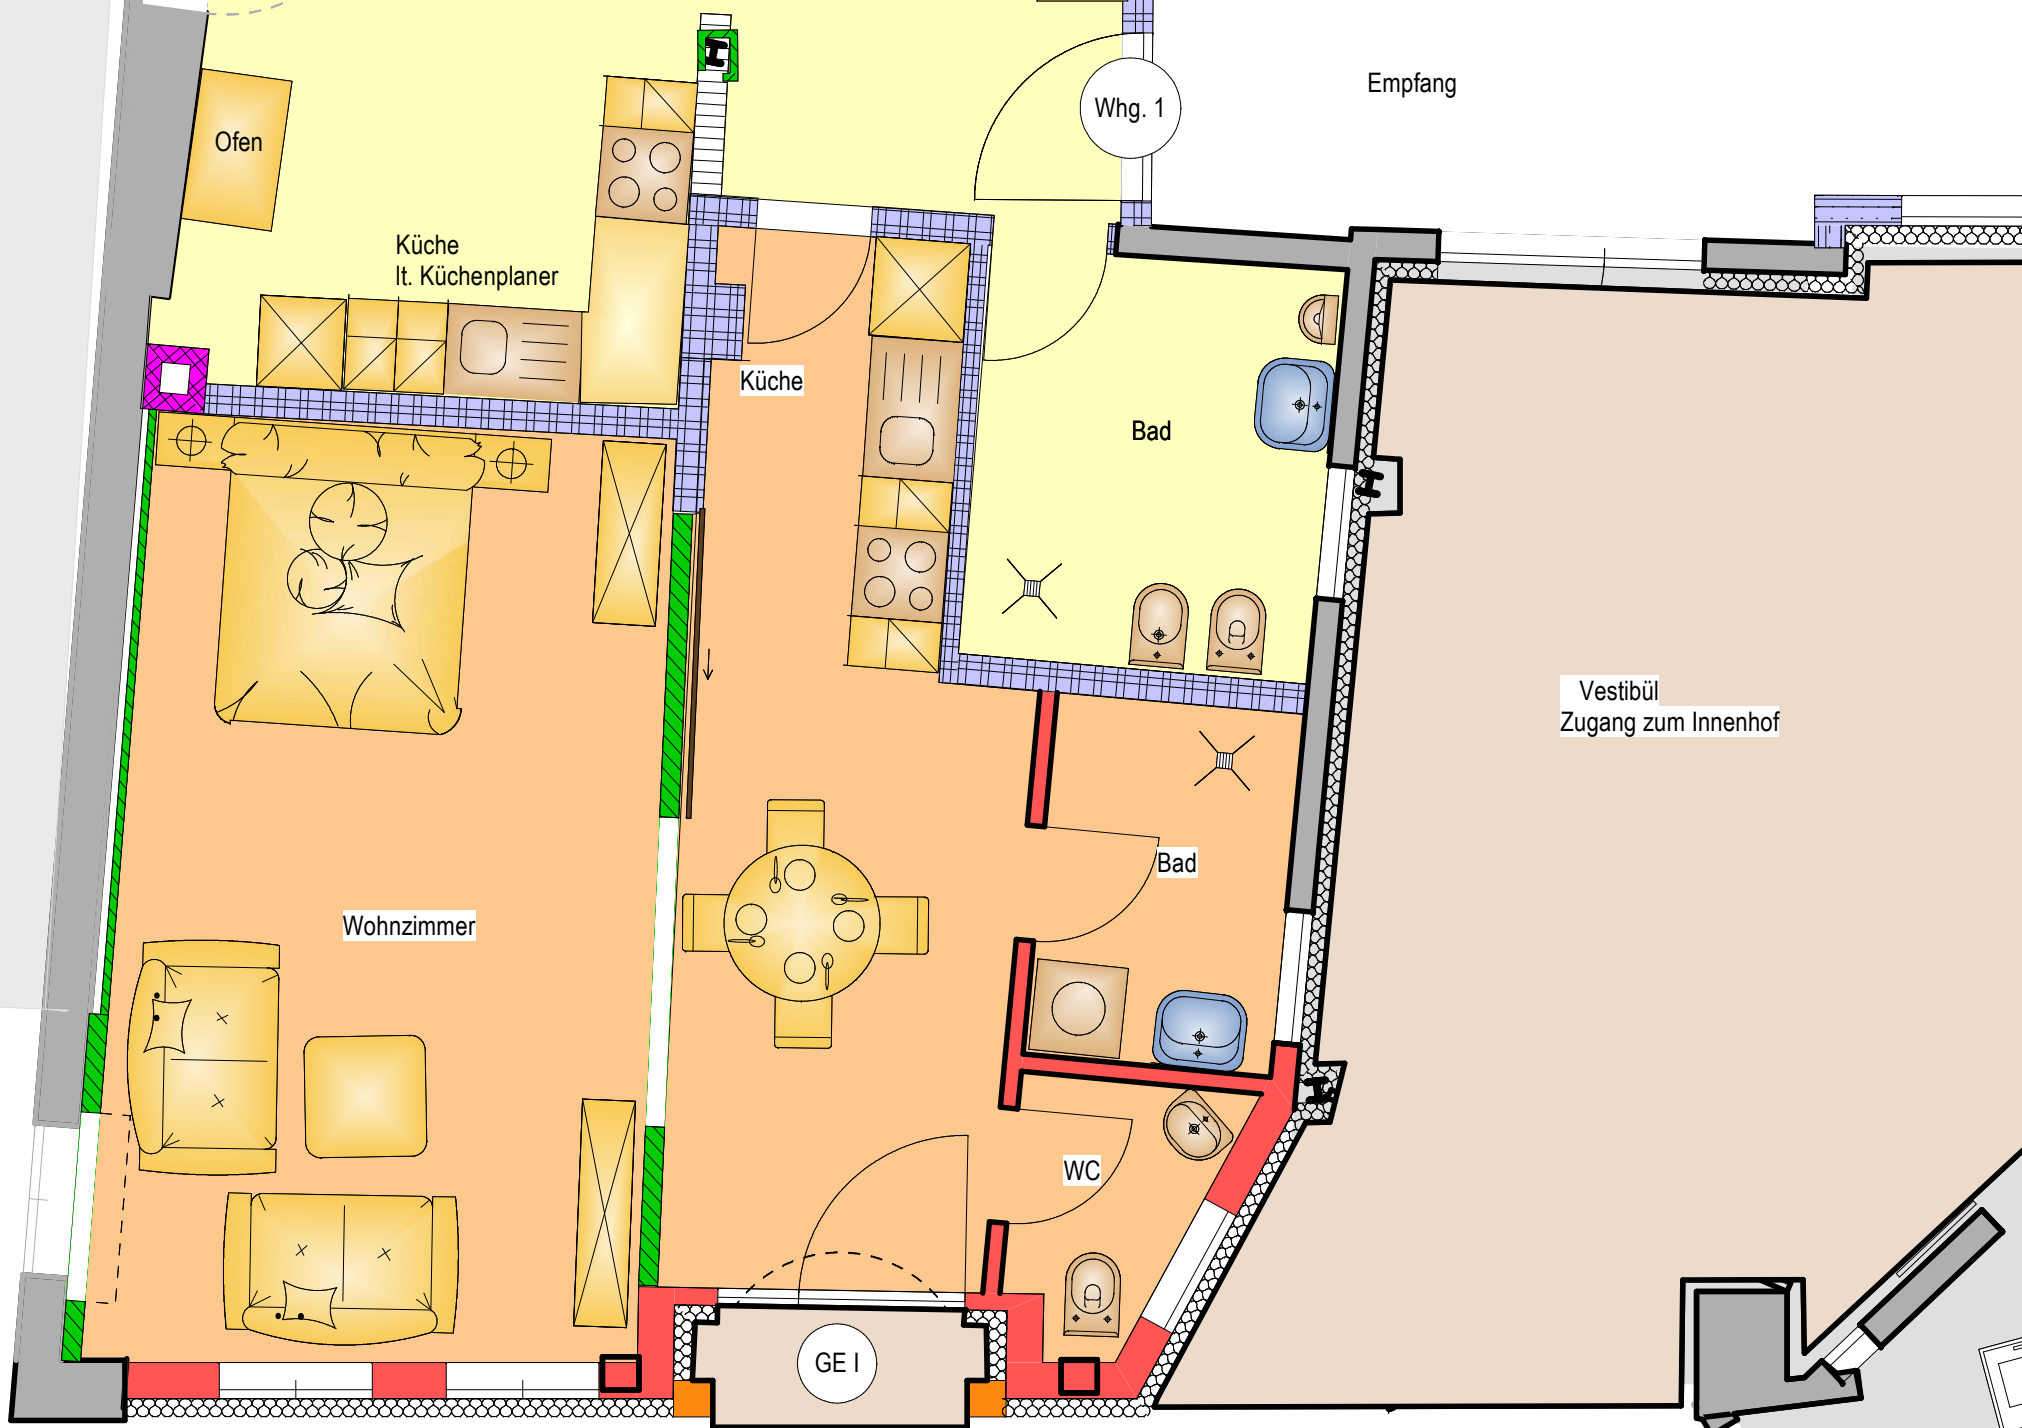 Empfang
Whg. 1
Ofen
Küche
lt. Küchenplaner
Küche
Bad
Vestibül
Zugang zum Innenhof
Bad
Wohnzimmer
WC
GE I